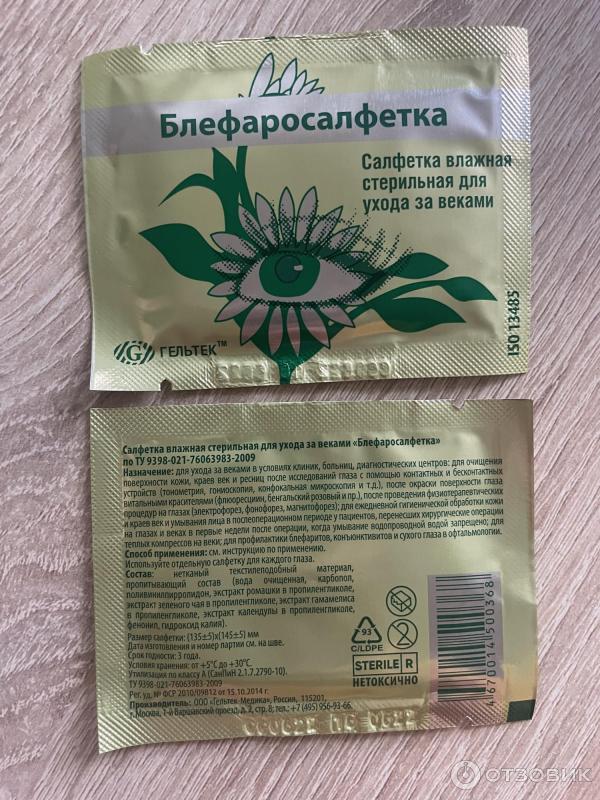 Блефаросалфетка
Салфетка влажная
стерильная для
ухода за веками
ISO 13485
G ГЕЛЬТЕК™
Салфетка влажная стерильная для ухода за веками «Блефаросалфетка»
по ТУ 9398-021-76063983-2009
Назначение: для ухода за веками в условиях клиник, больниц, диагностических центров: для очищения
поверхности кожи, краев век и ресниц после исследований глаза с помощью контактных и бесконтактных
устройств (тонометрия, гониоскопия, конфокальная микроскопия и т.д.), после окраски поверхности глаза
витальными красителями (флюоресциин, бенгальский розовый и пр.), после проведения физиотерапевтических
процедур на глазах (электрофорез, фонофорез, магнитофорез); для ежедневной гигиенической обработки кожи
и краев век и умывания лица в послеоперационном периоде у пациентов, перенесших хирургические операции
на глазах и веках в первые недели после операции, когда умывание водопроводной водой запрещено; для
теплых компрессов на веки; для профилактики блефаритов, конъюнктивитов и сухого глаза в офтальмологии.
Способ применения: см. инструкцию по применению.
Используйте отдельную салфетку для каждого глаза.
Состав: нетканый текстилеподобный материал,
пропитывающий состав (вода очищенная, карбопол,
поливинилпирролидон, экстракт ромашки в пропиленгликоле,
экстракт зеленого чая в пропиленгликоле, экстракт гамамелиса
в пропиленгликоле, экстракт календулы в пропиленгликоле,
фенонип, гидроксид калия).
Размер салфетки: (135±5)х(145±5) мм
Дата изготовления и номер партии см. на шве.
Срок годности: 3 года.
Условия хранения: от +5°С до +30°С.
Утилизация по классу А (СанПиН 2.1.7.2790-10).
ТУ 9398-021-76063983-2009
Рег. уд. № ФСР 2010/09812 от 15.10.2014 г.
Производитель: ООО «Гельтек-Медика», Россия, 115201,
г.Москва, 1-й Варшавский проезд, д.2, стр.8; тел.: +7 (495) 956-93-66.
93
C/LDPE
2
STERILE R
НЕТОКСИЧНО
4670014500368
ОТЗОВИК